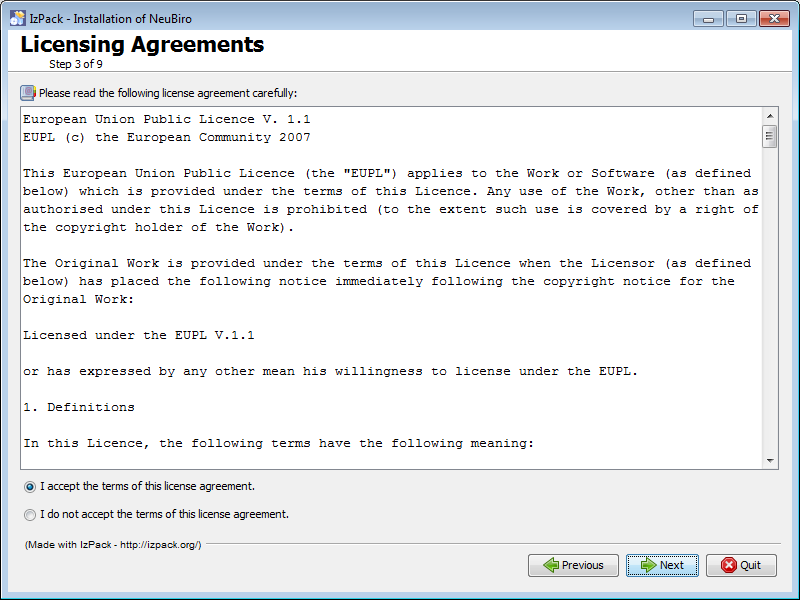 IzPack - Installation of NeuBiro
Licensing Agreements
Step 3 of 9
Please read the following license agreement carefully:
European Union Public Licence V. 1.1
EUPL (c) the European Community 2007
This European Union Public Licence (the "EUPL") applies to the Work or Software (as defined
below) which is provided under the terms of this Licence. Any use of the Work, other than as
authorised under this Licence is prohibited (to the extent such use is covered by a right of
the copyright holder of the Work).
The Original Work is provided under the terms of this Licence when the Licensor (as defined
below) has placed the following notice immediately following the copyright notice for the
Original Work:
Licensed under the EUPL V.1.1
or has expressed by any other mean his willingness to license under the EUPL.
1. Definitions
In this Licence, the following terms have the following meaning:
I accept the terms of this license agreement.
I do not accept the terms of this license agreement.
(Made with IzPack - http://izpack.org/)
Previous Next Quit